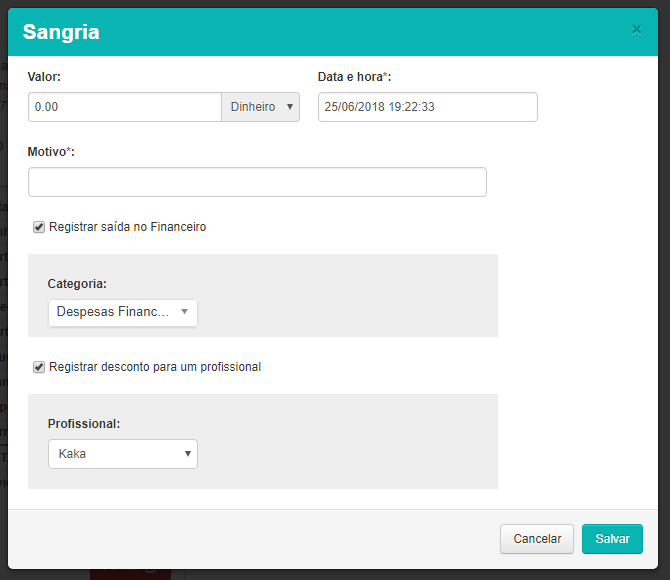 Sangria
×
Valor: Data e hora*:
0.00 Dinheiro 25/06/2018 19:22:33
Motivo*:
Registrar saída no Financeiro
Categoria:
Despesas Financ...
Registrar desconto para um profissional
Profissional:
Kaka
Cancelar Salvar